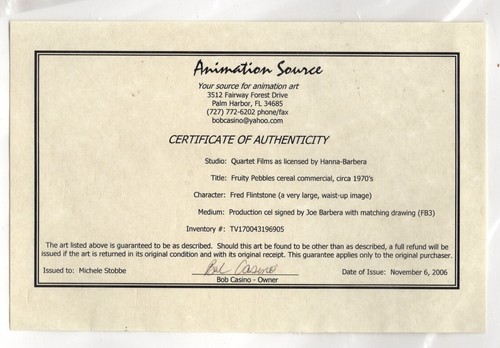 Animation Source
Your source for animation art
3512 Fairway Forest Drive
Palm Harbor, FL 34685
(727) 772-6202 phone/fax
bobcasino@yahoo.com
CERTIFICATE OF AUTHENTICITY
Studio: Quartet Films as licensed by Hanna-Barbera
Title: Fruity Pebbles cereal commercial, circa 1970's
Character: Fred Flintstone (a very large, waist-up image)
Medium: Production cel signed by Joe Barbera with matching drawing (FB3)
Inventory #: TV170043196905
The art listed above is guaranteed to be as described. Should this art be found to be other than as described, a full refund will be
issued if the art is returned in its original condition and with its original receipt. This guarantee applies only to the original purchaser.
Issued to: Michele Stobbe Bob Casino Date of Issue: November 6, 2006
Bob Casino - Owner